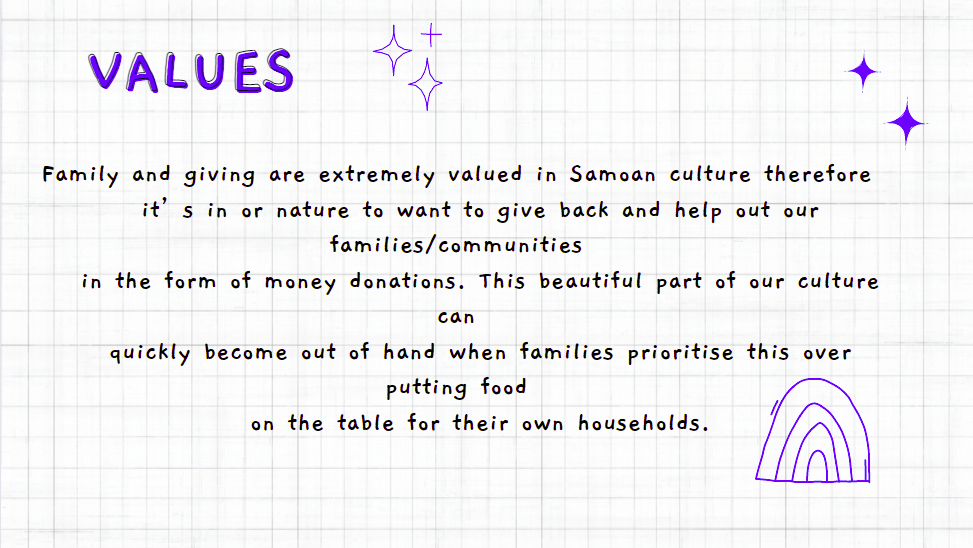 VALUES
Family and giving are extremely valued in Samoan culture therefore
it’ s in or nature to want to give back and help out our
families/communities
in the form of money donations. This beautiful part of our culture
can
quickly become out of hand when families prioritise this over
putting food
on the table for their own households.